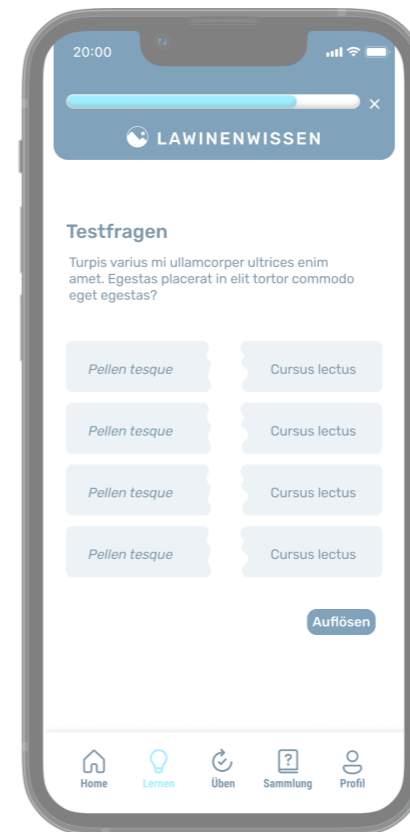 20:00
LAWINENWISSEN
Testfragen
Turpis varius mi ullamcorper ultrices enim
amet. Egestas placerat in elit tortor commodo
eget egestas?
Pellen tesque Cursus lectus
Pellen tesque Cursus lectus
Pellen tesque Cursus lectus
Pellen tesque Cursus lectus
Auflösen
Home Lernen Üben Sammlung Profil